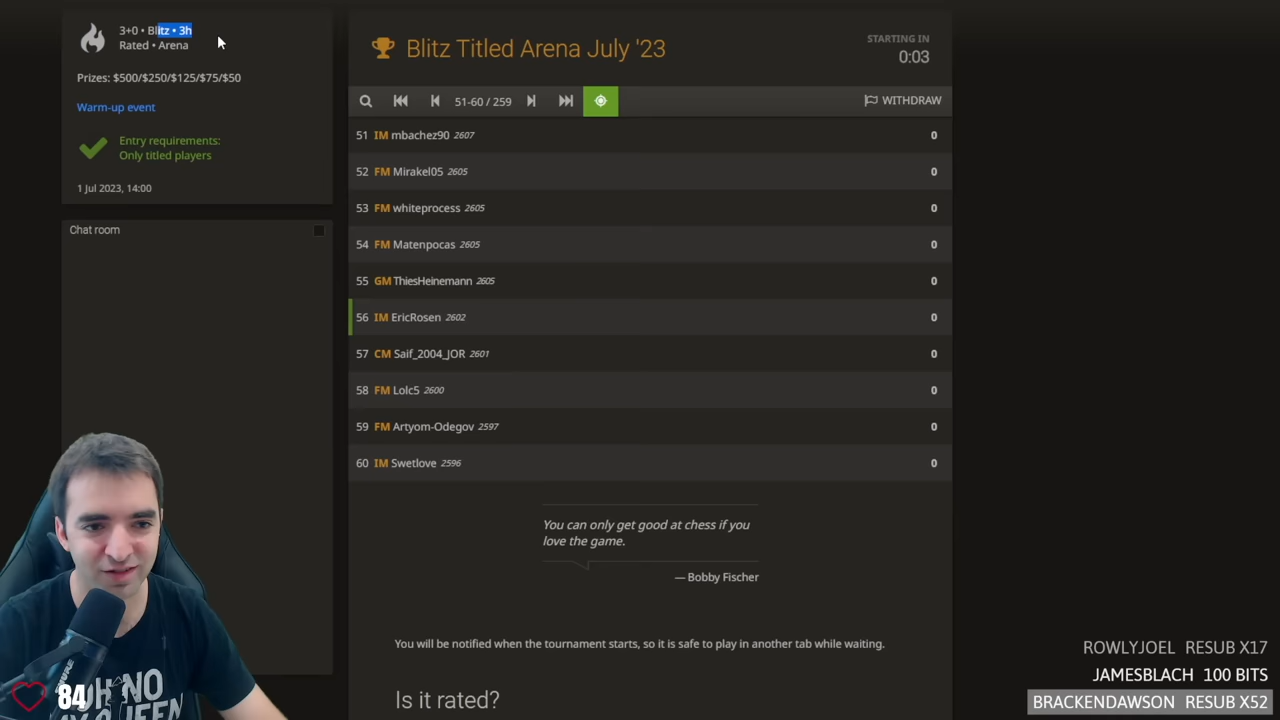 3+0 • Blitz • 3h
Rated • Arena
Prizes: $500/$250/$125/$75/$50
Warm-up event
Entry requirements:
Only titled players
1 Jul 2023, 14:00
Chat room
Blitz Titled Arena July '23
STARTING IN
0:03
51-60 / 259
WITHDRAW
51 IM mbachez90 2607 0
52 FM Mirakel05 2605 0
53 FM whiteprocess 2605 0
54 FM Matenpocas 2605 0
55 GM ThiesHeinemann 2605 0
56 IM EricRosen 2602 0
57 CM Saif_2004_JOR 2601 0
58 FM Lolc5 2600 0
59 FM Artyom-Odegov 2597 0
60 IM Swetlove 2596 0
You can only get good at chess if you
love the game.
— Bobby Fischer
You will be notified when the tournament starts, so it is safe to play in another tab while waiting.
Is it rated?
84
OH NO
MY QUEEN
ROWLYJOEL RESUB X17
JAMESBLACH 100 BITS
BRACKENDAWSON RESUB X52